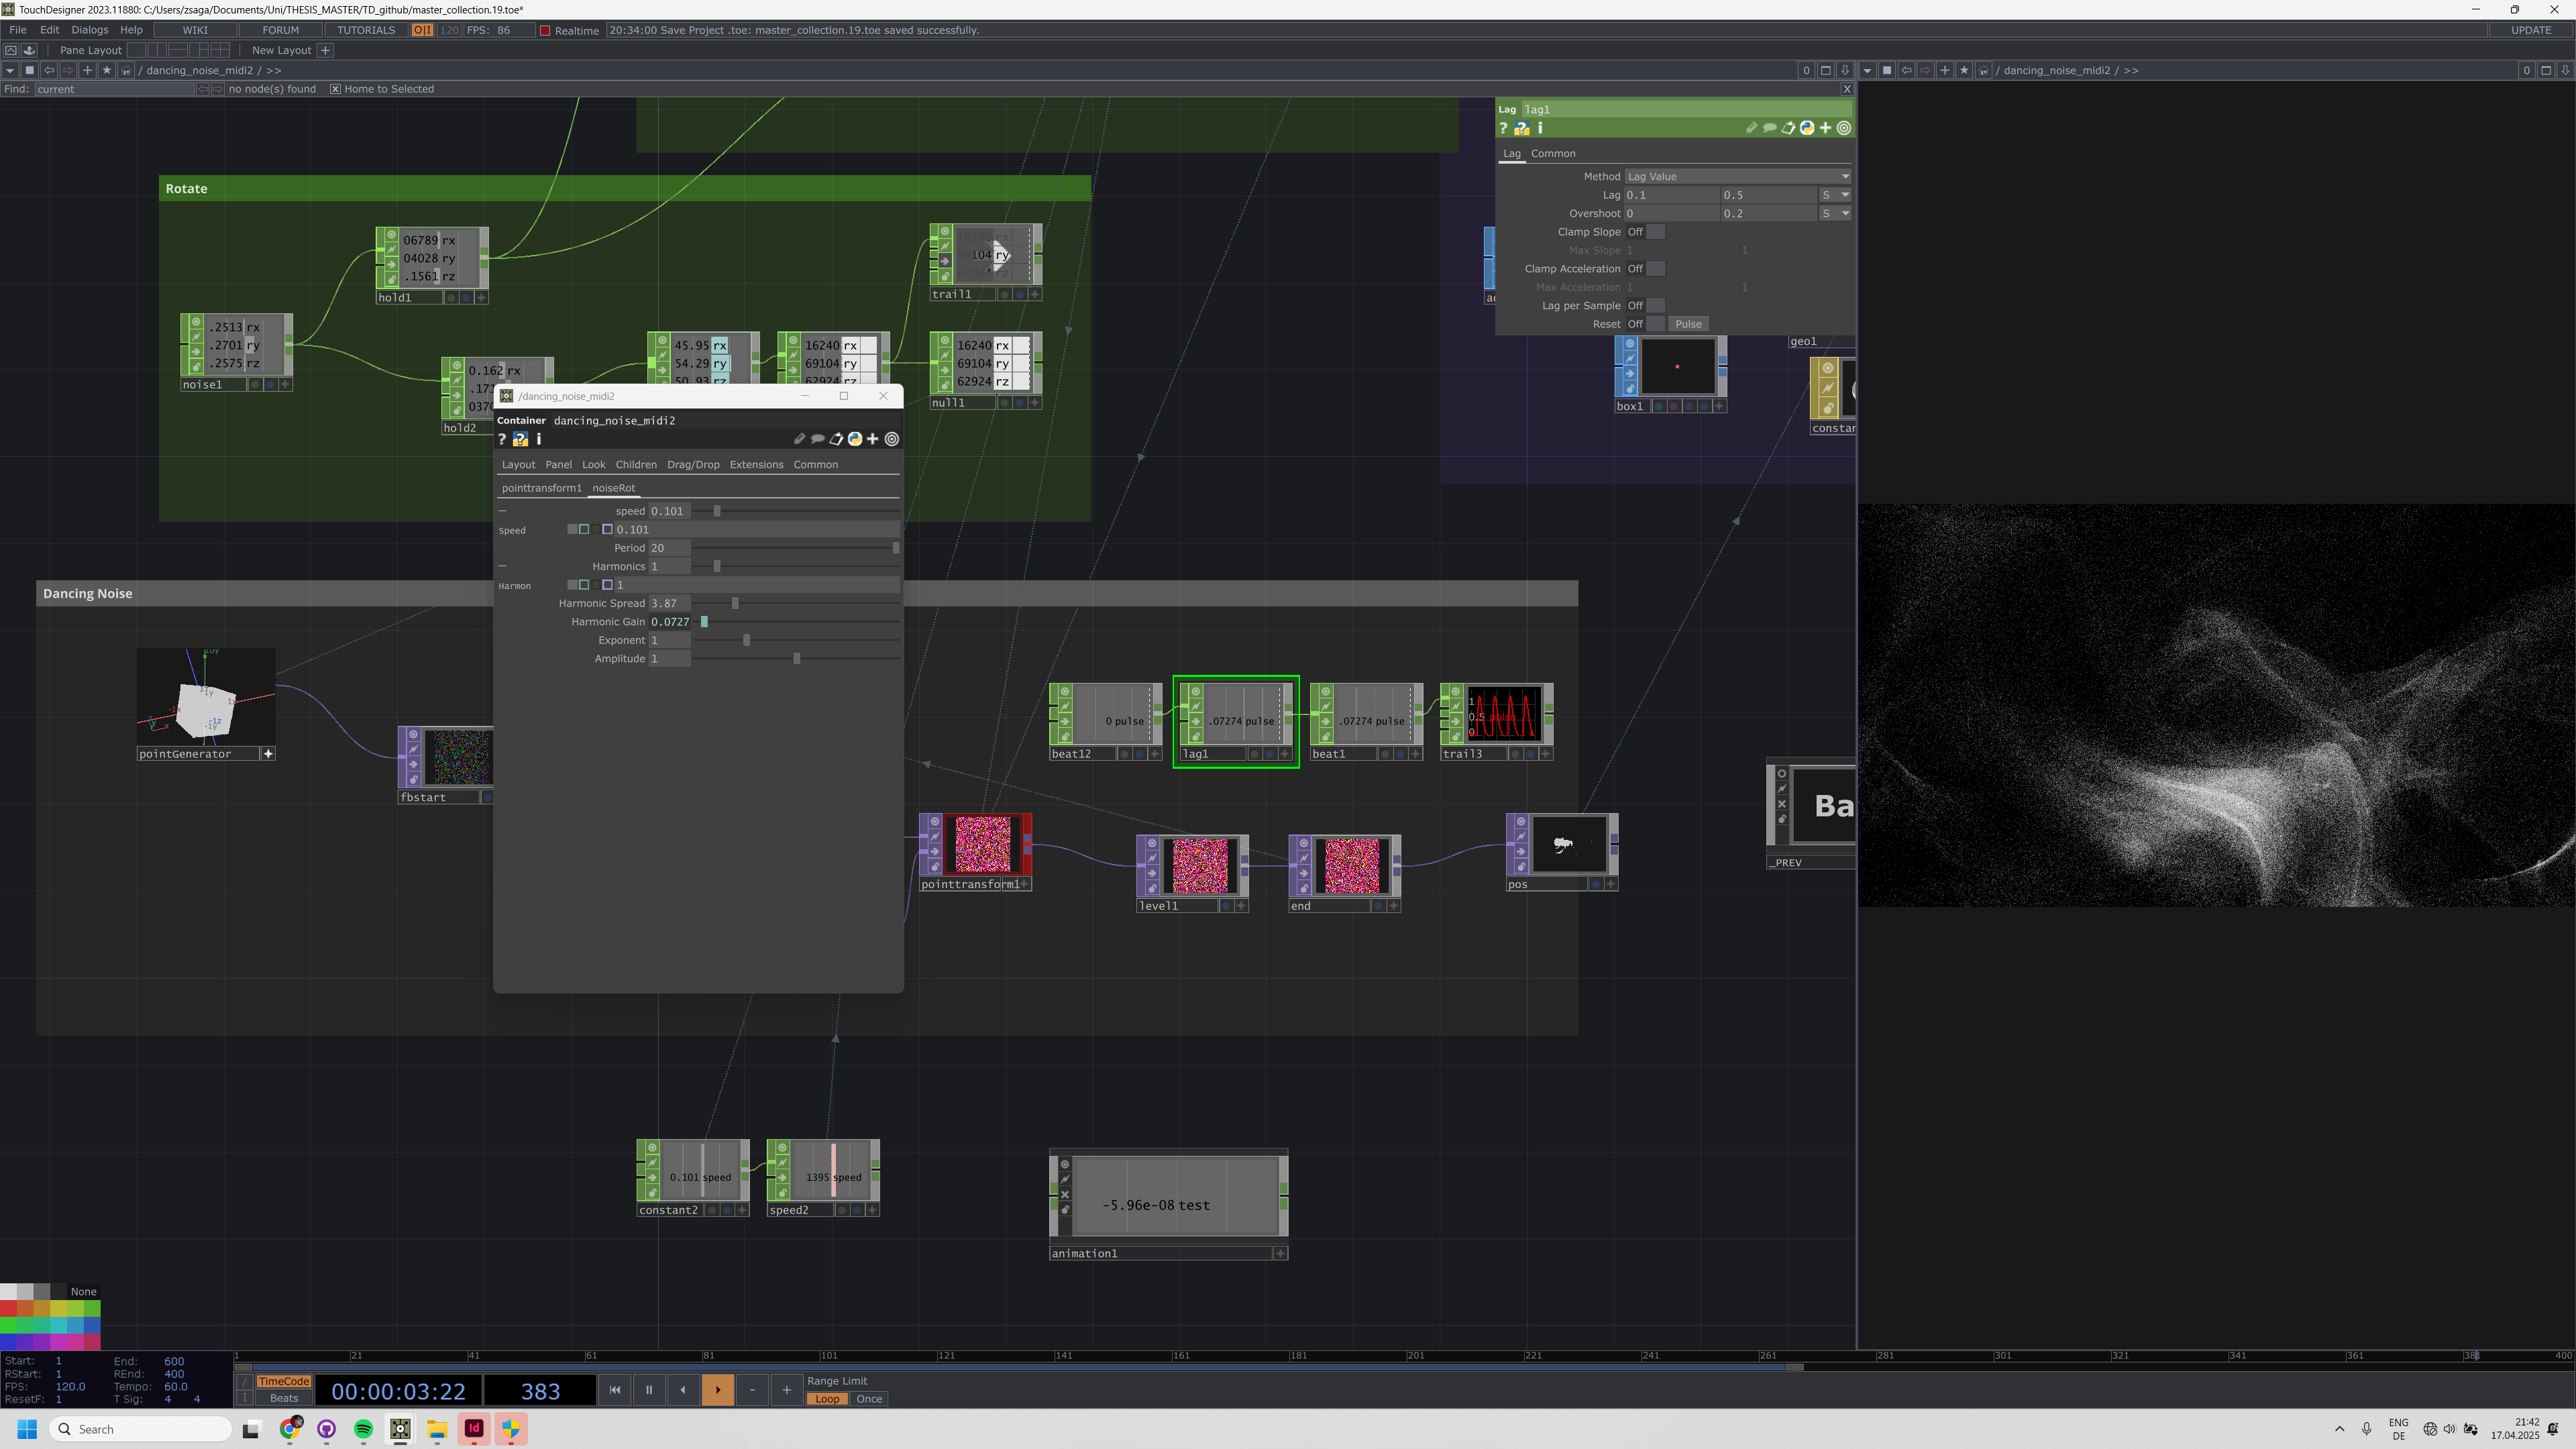 TouchDesigner 2023.11880: C:/Users/zsaga/Documents/Uni/THESIS_MASTER/TD_github/master_collection.19.toe*
File Edit Dialogs Help WIKI FORUM TUTORIALS O|I 120 FPS: 86 Realtime 20:34:00 Save Project .toe: master_collection.19.toe saved successfully. UPDATE
Pane Layout New Layout +
/ dancing_noise_midi2 / >> 0
/ dancing_noise_midi2 / >> 0
Find: current no node(s) found X Home to Selected X
Lag lag1
? ? i
Lag Common
Method Lag Value
Lag 0.1 0.5 S
Overshoot 0 0.2 S
Clamp Slope Off
Max Slope 1 1
Clamp Acceleration Off
Max Acceleration 1 1
Lag per Sample Off
Reset Off Pulse
Rotate
06789 rx
04028 ry
.1561 rz
hold1
.2513 rx
.2701 ry
.2575 rz
noise1
0.162 rx
hold2
45.95 rx
54.29 ry
16240 rx
69104 ry
62924 rz
104 ry
trail1
16240 rx
69104 ry
62924 rz
null1
geo1
box1
constan
/dancing_noise_midi2
Container dancing_noise_midi2
? ? i
Layout Panel Look Children Drag/Drop Extensions Common
pointtransform1 noiseRot
speed 0.101
Speed 0.101
Period 20
Harmonics 1
Harmon 1
Harmonic Spread 3.87
Harmonic Gain 0.0727
Exponent 1
Amplitude 1
Dancing Noise
pointGenerator
fbstart
0 pulse
beat12
.07274 pulse
lag1
.07274 pulse
beat1
1
0.5
0
trail3
pointtransform1
level1
end
pos
Ba
_PREV
0.101 speed
constant2
1395 speed
speed2
-5.96e-08 test
animation1
None
1 21 41 61 81 101 121 141 161 181 201 221 241 261 281 301 321 341 361 381 400
Start: 1 End: 600
RStart: 1 REnd: 400
FPS: 120.0 Tempo: 60.0
ResetF: 1 T Sig: 4 4
TimeCode
Beats
00:00:03:22 383
Range Limit
Loop Once
Search
Id
ENG
DE
21:42
17.04.2025